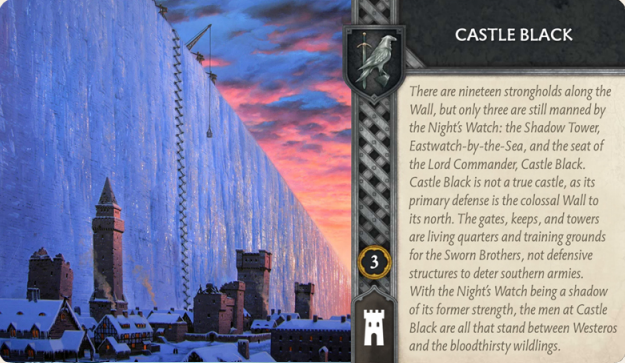 CASTLE BLACK
There are nineteen strongholds along the
Wall, but only three are still manned by
the Night's Watch: the Shadow Tower,
Eastwatch-by-the-Sea, and the seat of
the Lord Commander, Castle Black.
Castle Black is not a true castle, as its
primary defense is the colossal Wall to
its north. The gates, keeps, and towers
are living quarters and training grounds
for the Sworn Brothers, not defensive
structures to deter southern armies.
With the Night's Watch being a shadow
of its former strength, the men at Castle
Black are all that stand between Westeros
and the bloodthirsty wildlings.
3